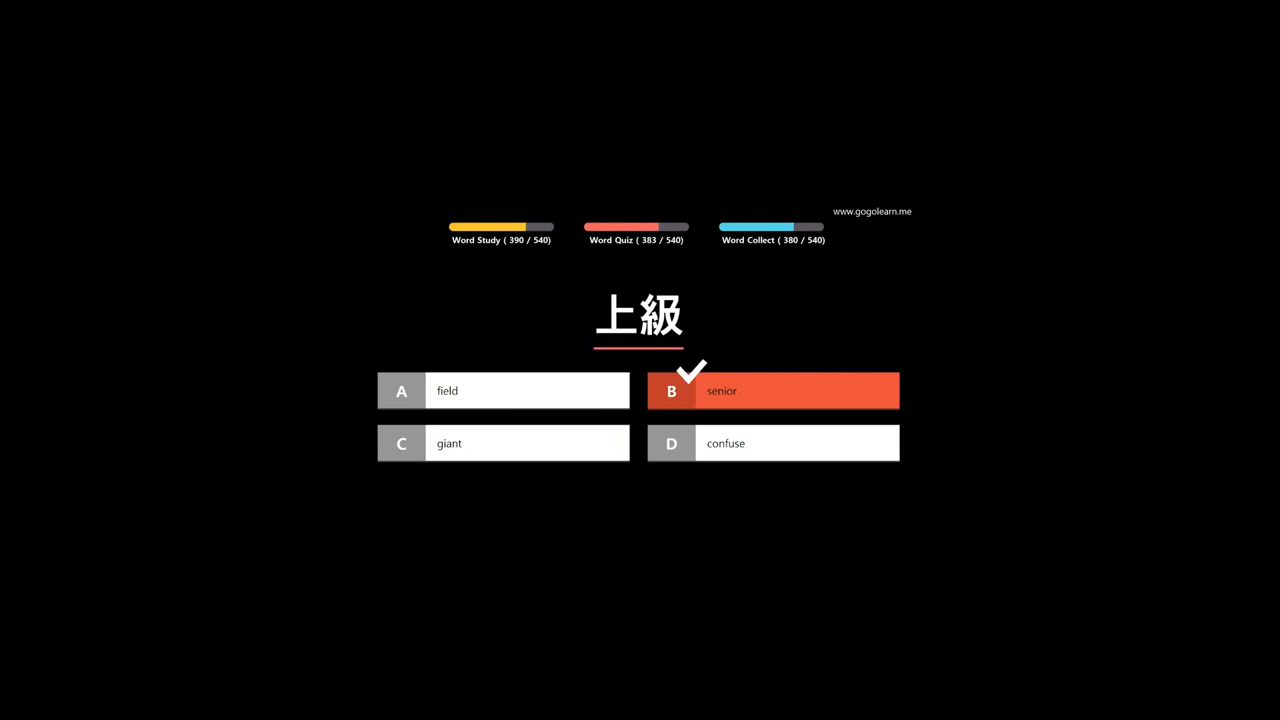 www.gogolearn.me
Word Study ( 390 / 540)
Word Quiz ( 383 / 540)
Word Collect ( 380 / 540)
上級
A field
B senior
C giant
D confuse